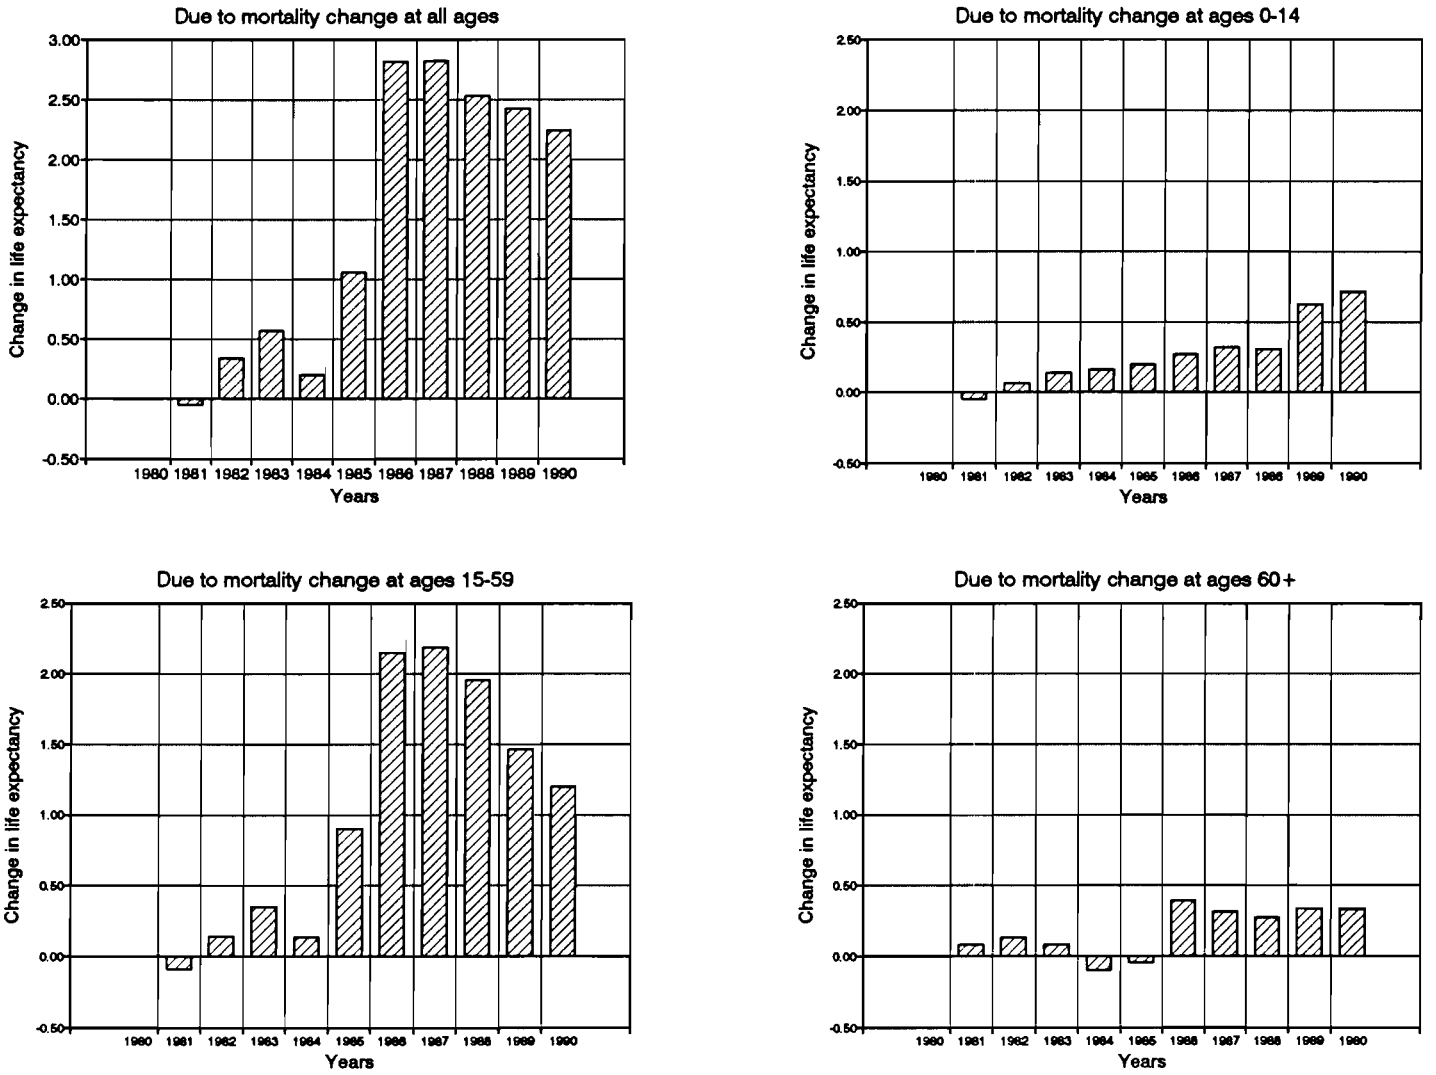 Due to mortality change at all ages
3.00
2.50
2.00
1.50
1.00
0.50
0.00
-0.50
Change in life expectancy
1980 1981 1982 1983 1984 1985 1986 1987 1988 1989 1990
Years
Due to mortality change at ages 0-14
2.50
2.00
1.50
1.00
0.50
0.00
-0.50
Change in life expectancy
1980 1981 1982 1983 1984 1985 1986 1987 1988 1989 1990
Years
Due to mortality change at ages 15-59
2.50
2.00
1.50
1.00
0.50
0.00
-0.50
Change in life expectancy
1980 1981 1982 1983 1984 1985 1986 1987 1988 1989 1990
Years
Due to mortality change at ages 60+
2.50
2.00
1.50
1.00
0.50
0.00
-0.50
Change in life expectancy
1980 1981 1982 1983 1984 1985 1986 1987 1988 1989 1980
Years